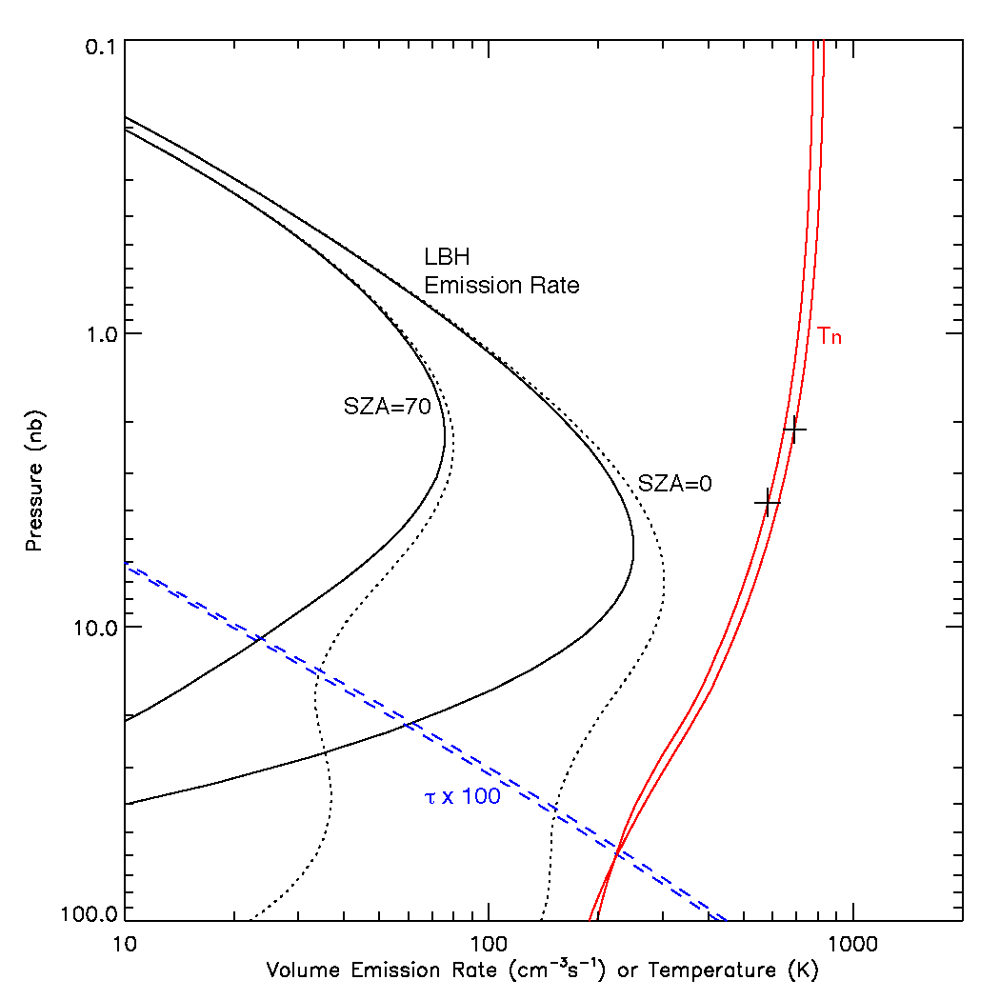 0.1
LBH
Emission Rate
1.0
Tn
SZA=70
SZA=0
Pressure (nb)
10.0
τ x 100
100.0
10 100 1000
Volume Emission Rate (cm⁻³s⁻¹) or Temperature (K)